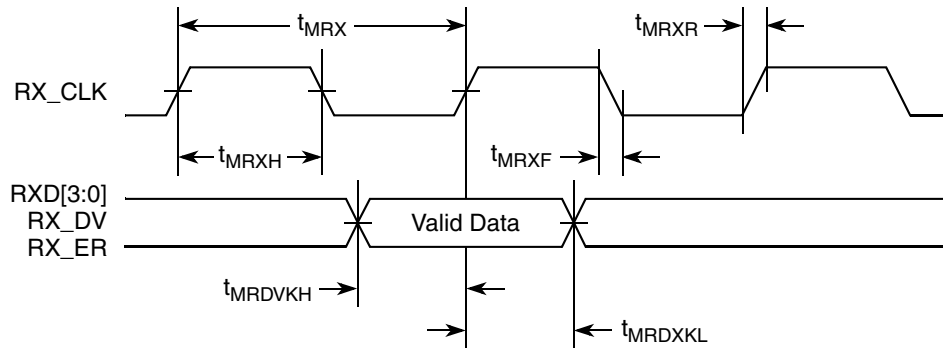 tMRX
tMRXR
RX_CLK
tMRXH
tMRXF
RXD[3:0]
RX_DV
Valid Data
RX_ER
tMRDVKH
tMRDXKL